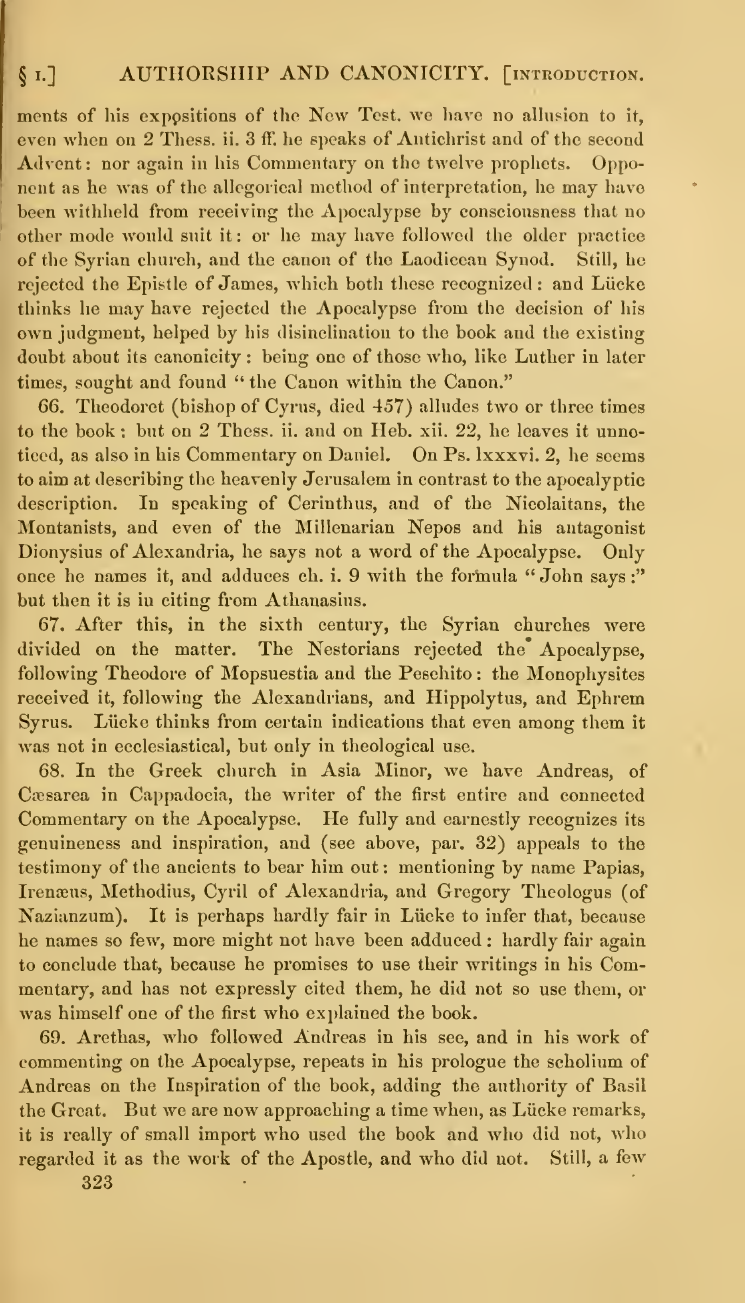 § I.] AUTHORSHIP AND CANONICITY. [INTRODUCTION.
ments of his expositions of the New Test. we have no allusion to it,
even when on 2 Thess. ii. 3 ff. he speaks of Antichrist and of the second
Advent: nor again in his Commentary on the twelve prophets. Oppo-
nent as he was of the allegorical method of interpretation, he may have
been withheld from receiving the Apocalypse by consciousness that no
other mode would suit it: or he may have followed the older practice
of the Syrian church, and the canon of the Laodicean Synod. Still, he
rejected the Epistle of James, which both these recognized: and Lücke
thinks he may have rejected the Apocalypse from the decision of his
own judgment, helped by his disinclination to the book and the existing
doubt about its canonicity: being one of those who, like Luther in later
times, sought and found “the Canon within the Canon.”
66. Theodoret (bishop of Cyrus, died 457) alludes two or three times
to the book: but on 2 Thess. ii. and on Heb. xii. 22, he leaves it unno-
ticed, as also in his Commentary on Daniel. On Ps. lxxxvi. 2, he seems
to aim at describing the heavenly Jerusalem in contrast to the apocalyptic
description. In speaking of Cerinthus, and of the Nicolaitans, the
Montanists, and even of the Millenarian Nepos and his antagonist
Dionysius of Alexandria, he says not a word of the Apocalypse. Only
once he names it, and adduces ch. i. 9 with the formula “John says:”
but then it is in citing from Athanasius.
67. After this, in the sixth century, the Syrian churches were
divided on the matter. The Nestorians rejected the Apocalypse,
following Theodore of Mopsuestia and the Peschito: the Monophysites
received it, following the Alexandrians, and Hippolytus, and Ephrem
Syrus. Lücke thinks from certain indications that even among them it
was not in ecclesiastical, but only in theological use.
68. In the Greek church in Asia Minor, we have Andreas, of
Cæsarea in Cappadocia, the writer of the first entire and connected
Commentary on the Apocalypse. He fully and earnestly recognizes its
genuineness and inspiration, and (see above, par. 32) appeals to the
testimony of the ancients to bear him out: mentioning by name Papias,
Irenæus, Methodius, Cyril of Alexandria, and Gregory Theologus (of
Nazianzum). It is perhaps hardly fair in Lücke to infer that, because
he names so few, more might not have been adduced: hardly fair again
to conclude that, because he promises to use their writings in his Com-
mentary, and has not expressly cited them, he did not so use them, or
was himself one of the first who explained the book.
69. Arethas, who followed Andreas in his see, and in his work of
commenting on the Apocalypse, repeats in his prologue the scholium of
Andreas on the Inspiration of the book, adding the authority of Basil
the Great. But we are now approaching a time when, as Lücke remarks,
it is really of small import who used the book and who did not, who
regarded it as the work of the Apostle, and who did not. Still, a few
323